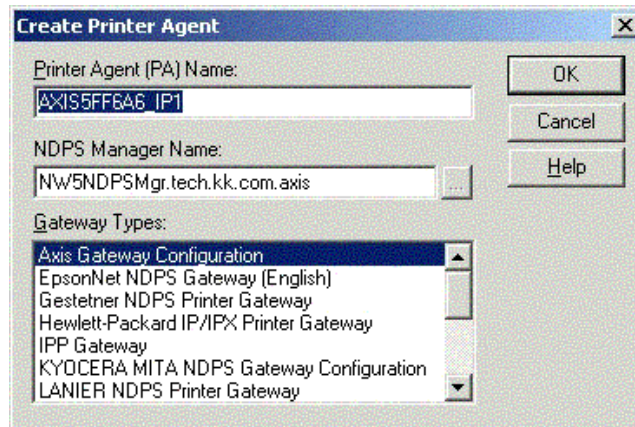 Create Printer Agent
Printer Agent (PA) Name:
AXIS5FF6A6_IP1
NDPS Manager Name:
NW5NDPSMgr.tech.kk.com.axis
...
Gateway Types:
Axis Gateway Configuration
EpsonNet NDPS Gateway (English)
Gestetner NDPS Printer Gateway
Hewlett-Packard IP/IPX Printer Gateway
IPP Gateway
KYOCERA MITA NDPS Gateway Configuration
LANIER NDPS Printer Gateway
OK
Cancel
Help